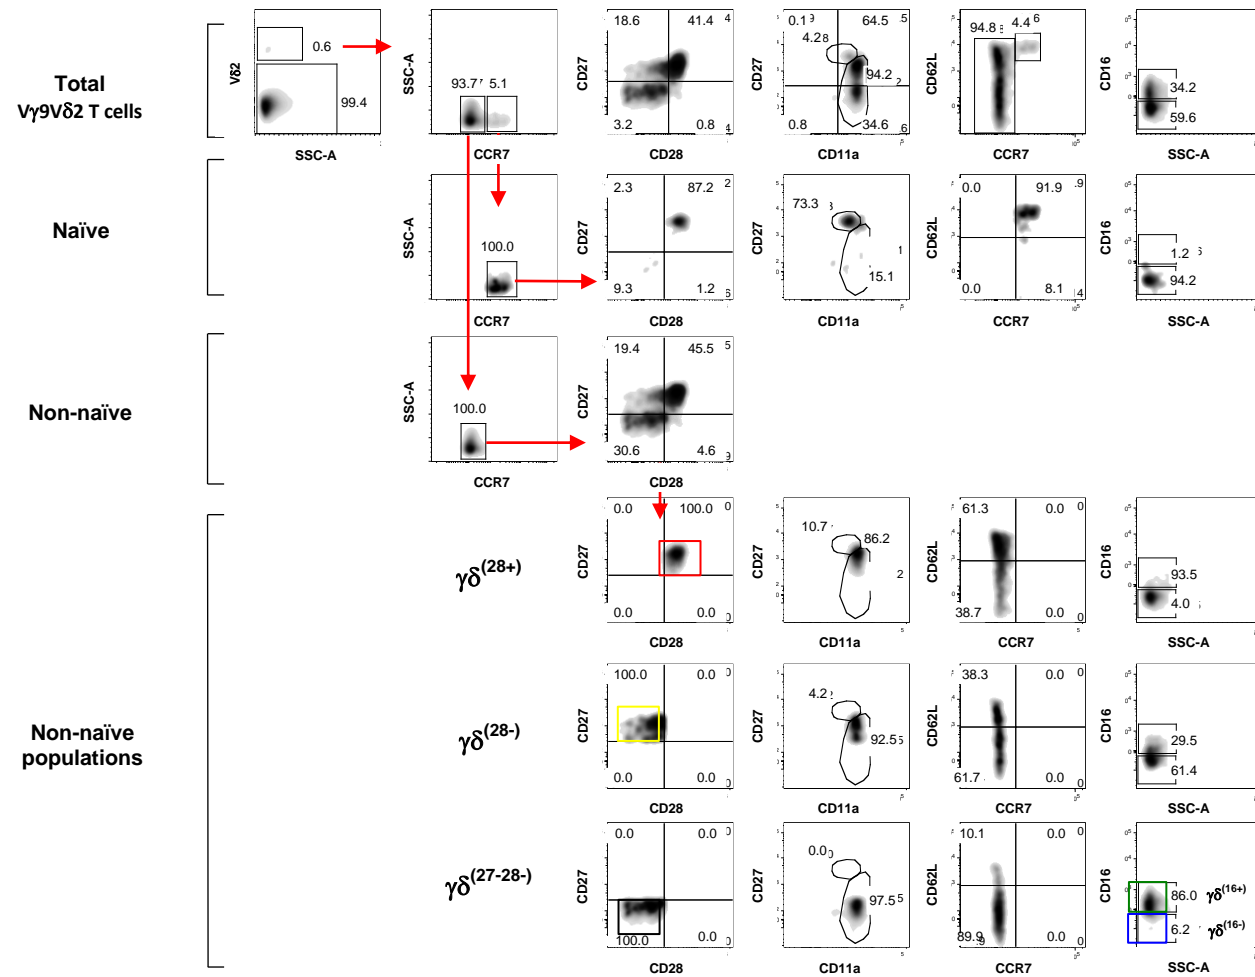 Total
Vγ9Vδ2 T cells
Vδ2
0.6
99.4
SSC-A
SSC-A
93.7
5.1
CCR7
CD27
18.6
41.4
3.2
0.8
CD28
CD27
0.1
64.5
4.2
94.2
0.8
34.6
CD11a
CD62L
94.8
4.4
CCR7
CD16
34.2
59.6
SSC-A
Naïve
SSC-A
100.0
CCR7
CD27
2.3
87.2
9.3
1.2
CD28
CD27
73.3
15.1
CD11a
CD62L
0.0
91.9
0.0
8.1
CCR7
CD16
1.2
94.2
SSC-A
Non-naïve
SSC-A
100.0
CCR7
CD27
19.4
45.5
30.6
4.6
CD28
Non-naïve
populations
γδ(28+)
CD27
0.0
100.0
0.0
0.0
CD28
CD27
10.7
86.2
CD11a
CD62L
61.3
0.0
38.7
0.0
CCR7
CD16
93.5
4.0
SSC-A
γδ(28-)
CD27
100.0
0.0
0.0
0.0
CD28
CD27
4.2
92.5
CD11a
CD62L
38.3
0.0
61.7
0.0
CCR7
CD16
29.5
61.4
SSC-A
γδ(27-28-)
CD27
0.0
0.0
100.0
0.0
CD28
CD27
0.0
97.5
CD11a
CD62L
10.1
0.0
89.9
0.0
CCR7
CD16
86.0
γδ(16+)
6.2
γδ(16-)
SSC-A